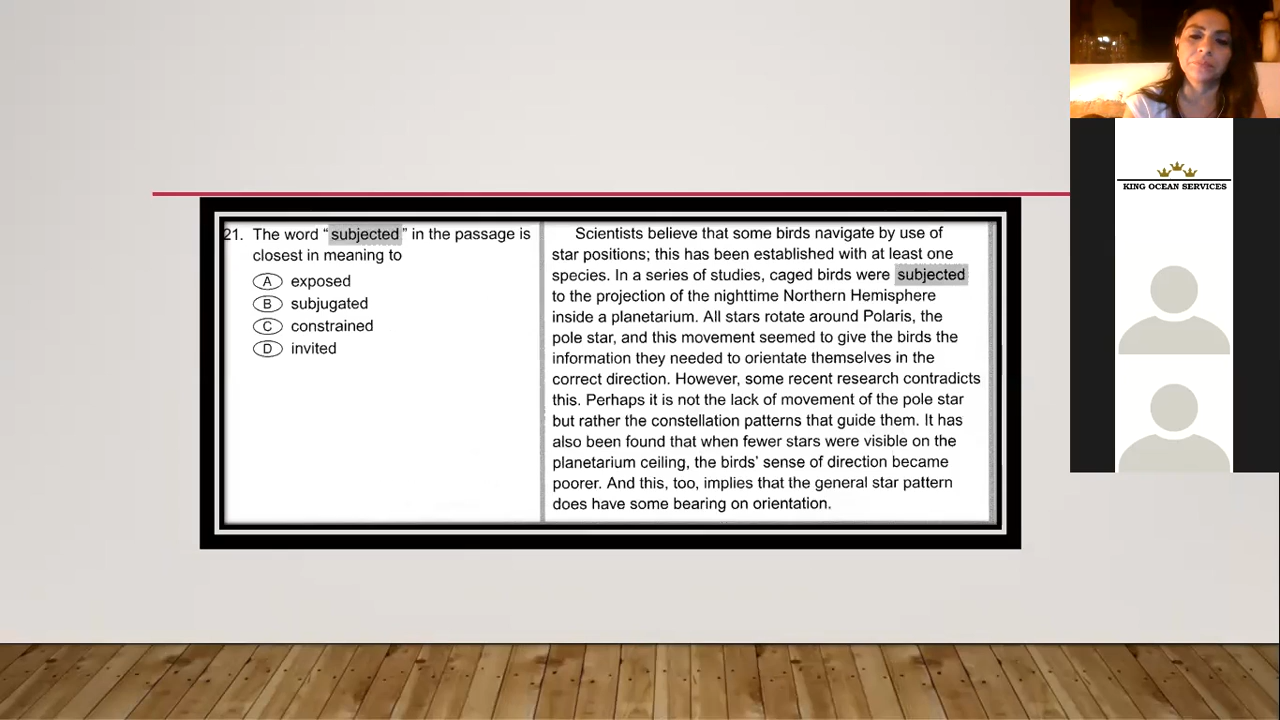 21. The word “subjected” in the passage is
closest in meaning to
A exposed
B subjugated
C constrained
D invited
Scientists believe that some birds navigate by use of
star positions; this has been established with at least one
species. In a series of studies, caged birds were subjected
to the projection of the nighttime Northern Hemisphere
inside a planetarium. All stars rotate around Polaris, the
pole star, and this movement seemed to give the birds the
information they needed to orientate themselves in the
correct direction. However, some recent research contradicts
this. Perhaps it is not the lack of movement of the pole star
but rather the constellation patterns that guide them. It has
also been found that when fewer stars were visible on the
planetarium ceiling, the birds’ sense of direction became
poorer. And this, too, implies that the general star pattern
does have some bearing on orientation.
KING OCEAN SERVICES